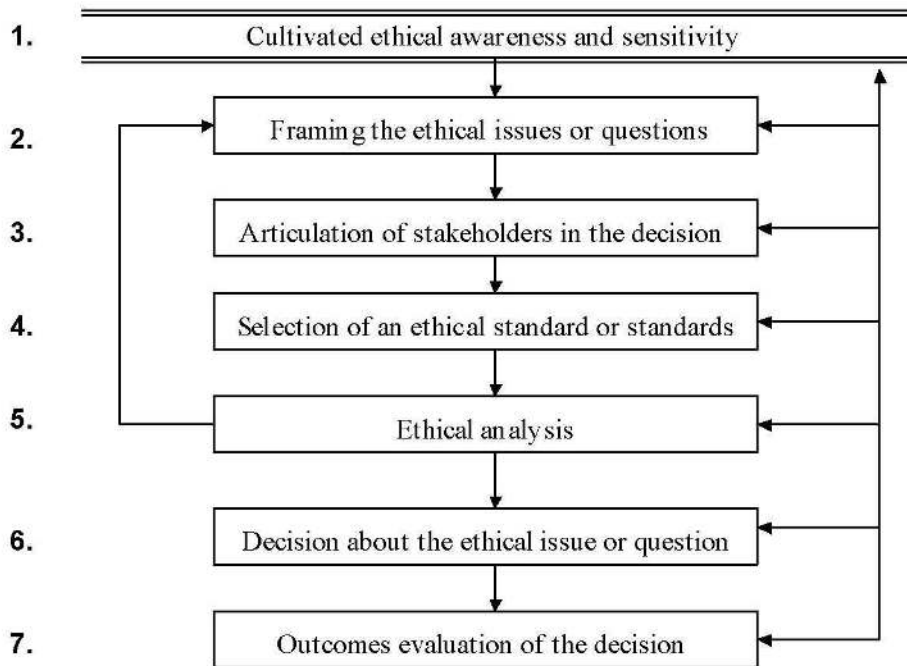 1. Cultivated ethical awareness and sensitivity
2. Framing the ethical issues or questions
3. Articulation of stakeholders in the decision
4. Selection of an ethical standard or standards
5. Ethical analysis
6. Decision about the ethical issue or question
7. Outcomes evaluation of the decision